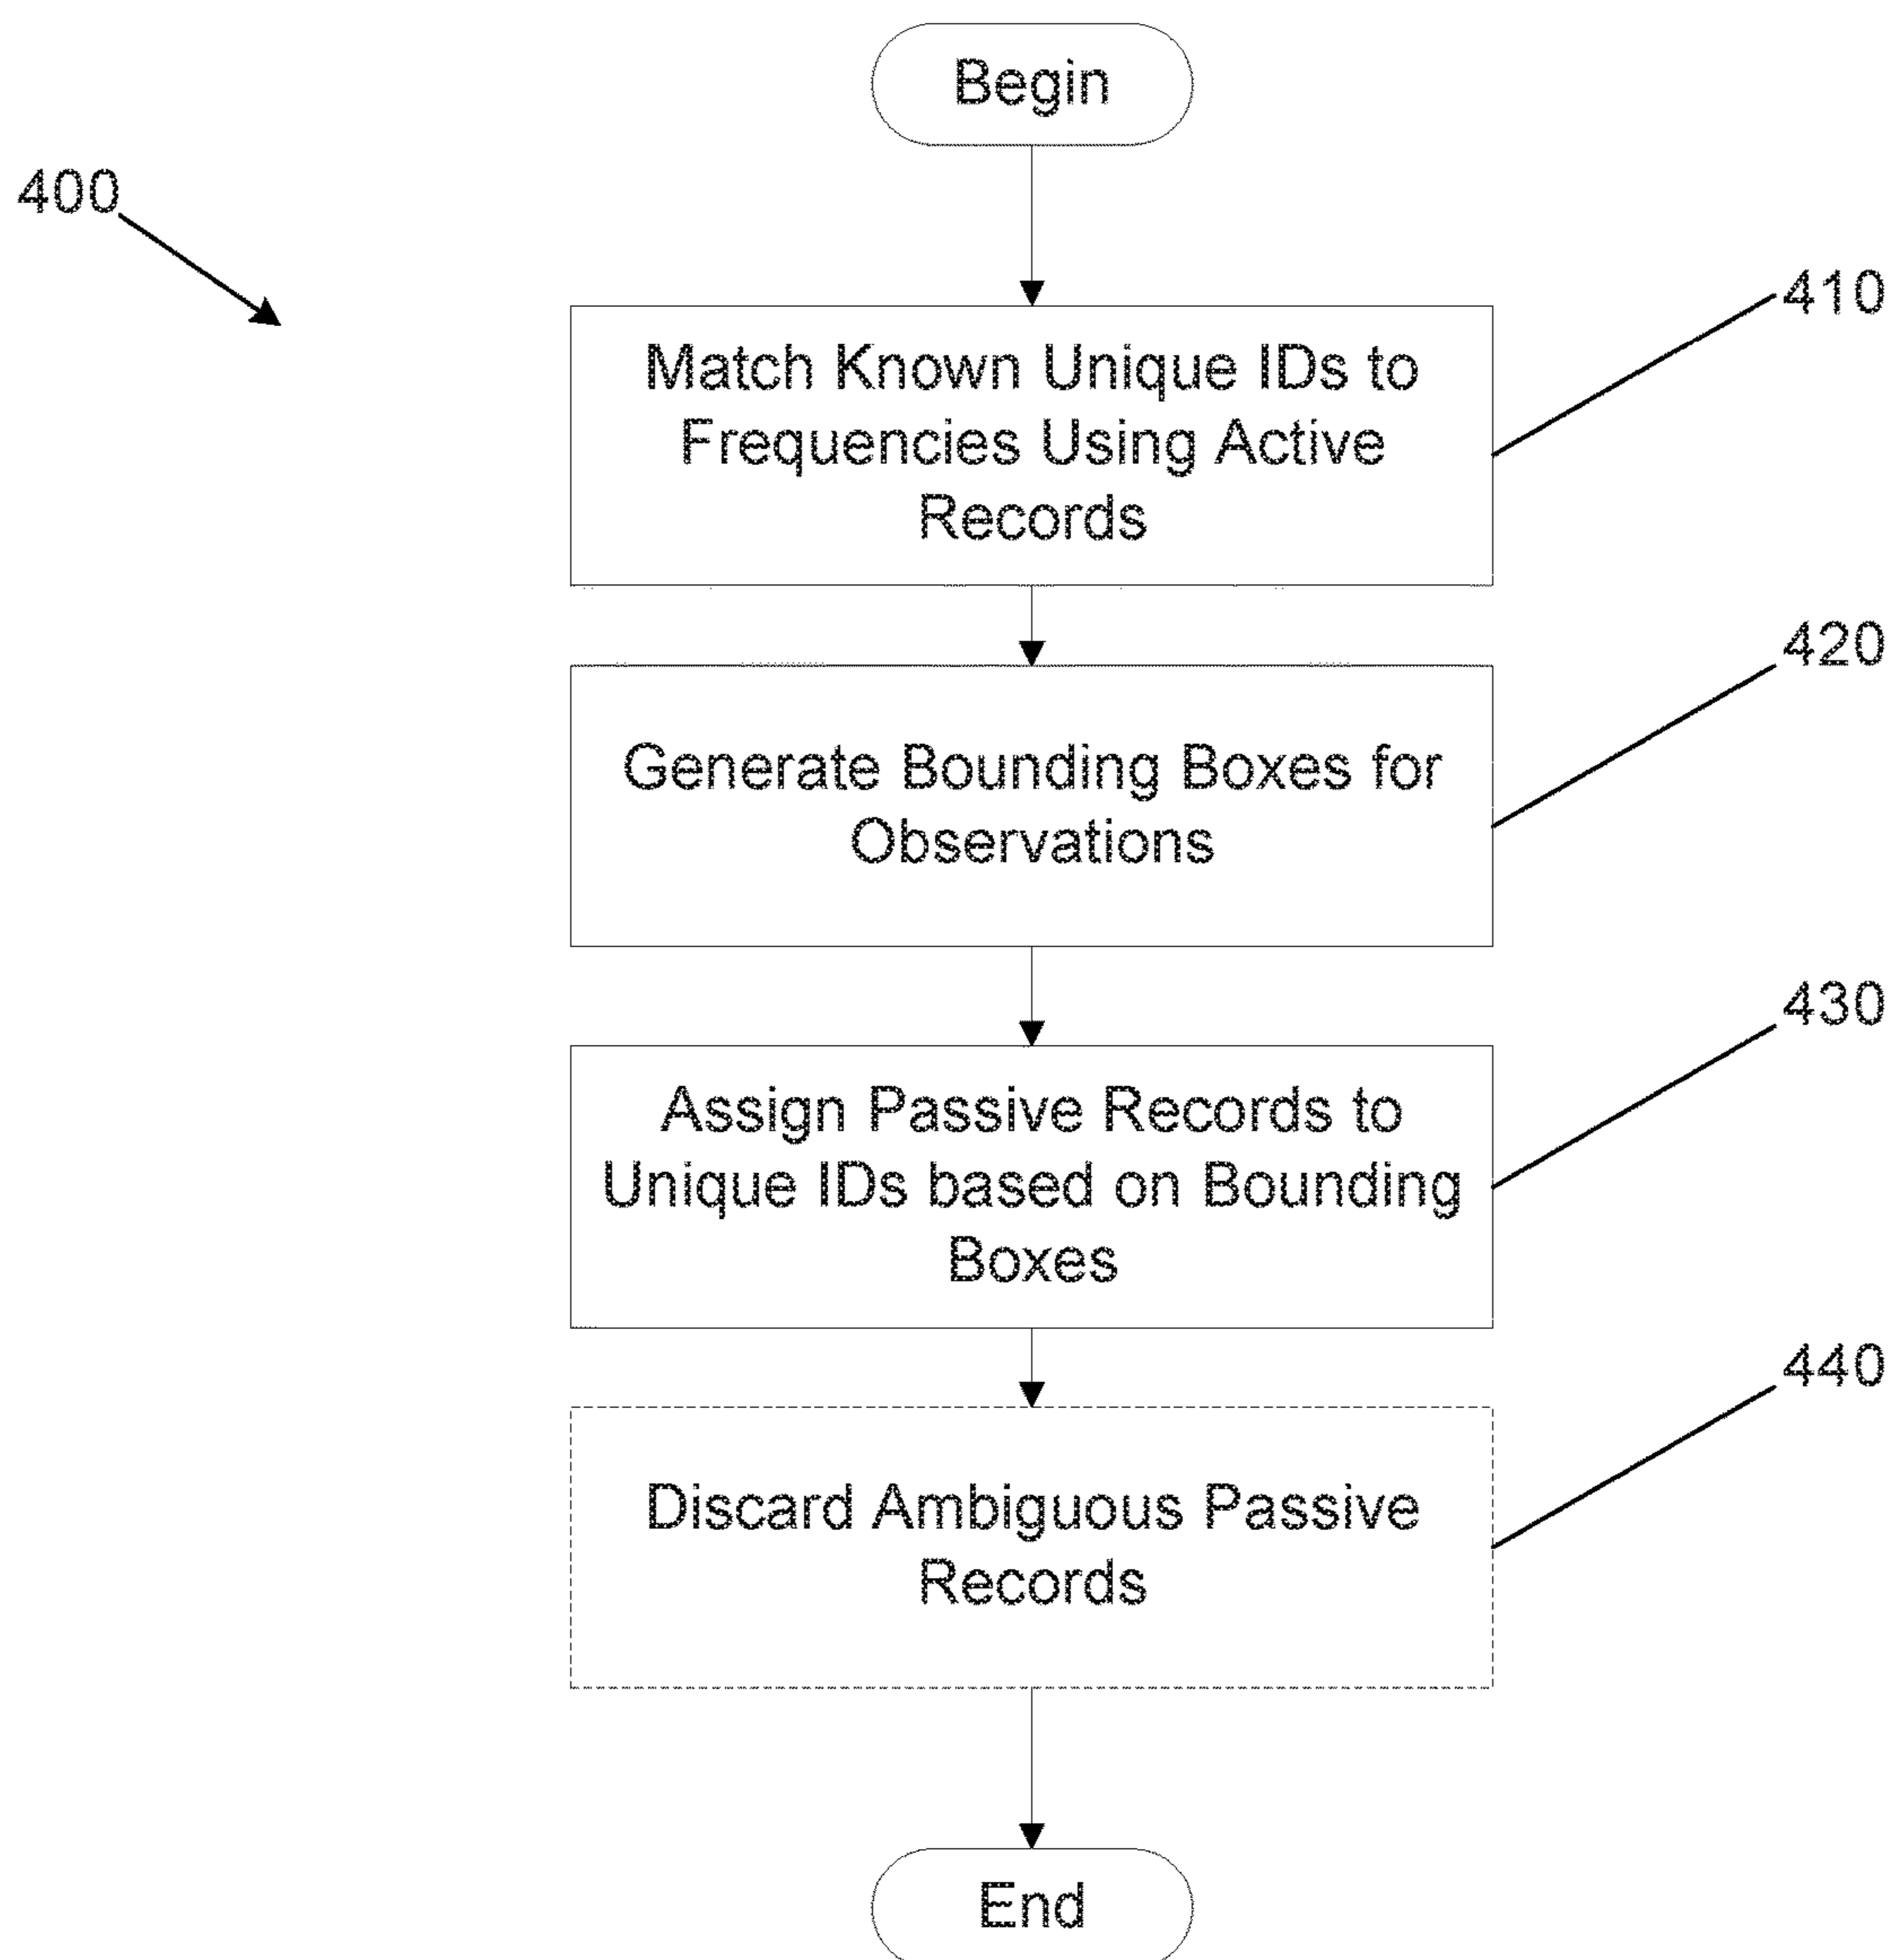 Begin
400
410
Match Known Unique IDs to
Frequencies Using Active
Records
420
Generate Bounding Boxes for
Observations
430
Assign Passive Records to
Unique IDs based on Bounding
Boxes
440
Discard Ambiguous Passive
Records
End